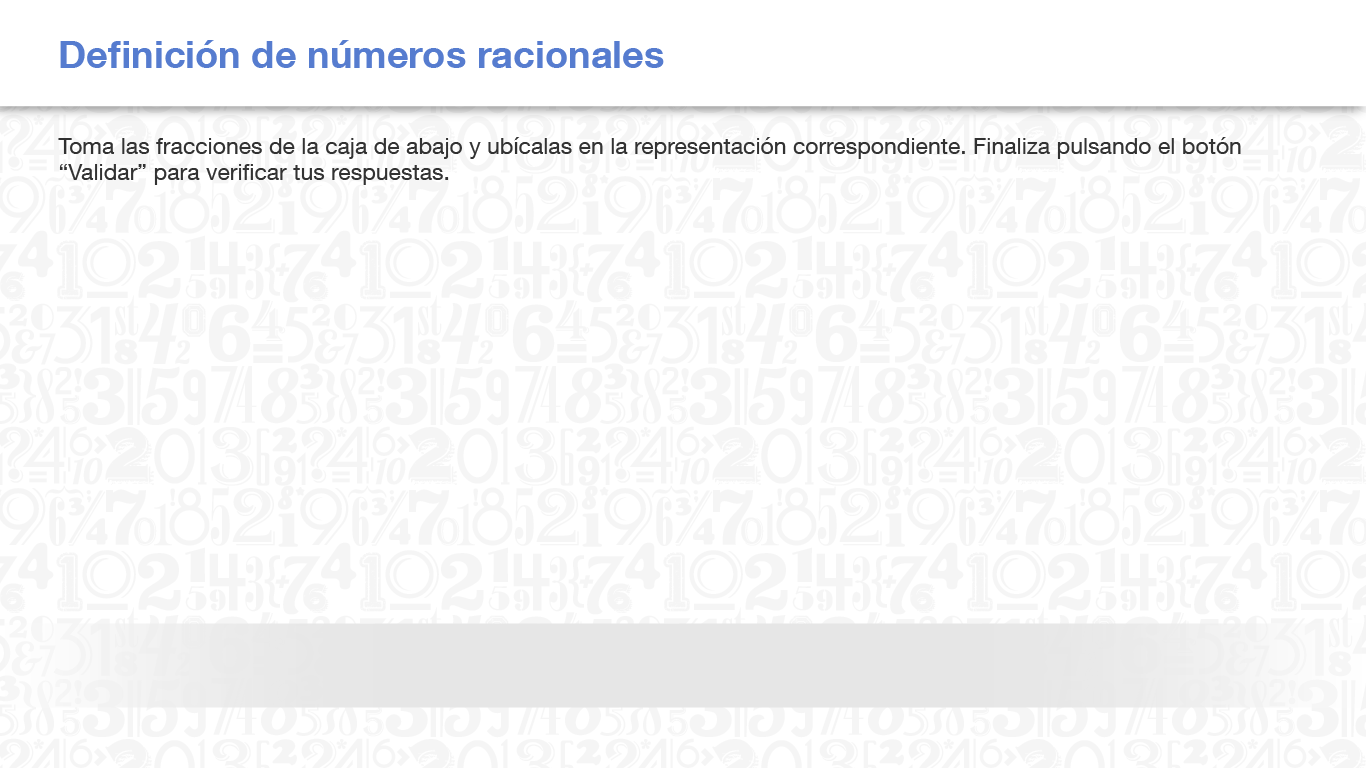 Definición de números racionales
Toma las fracciones de la caja de abajo y ubícalas en la representación correspondiente. Finaliza pulsando el botón
“Validar” para verificar tus respuestas.